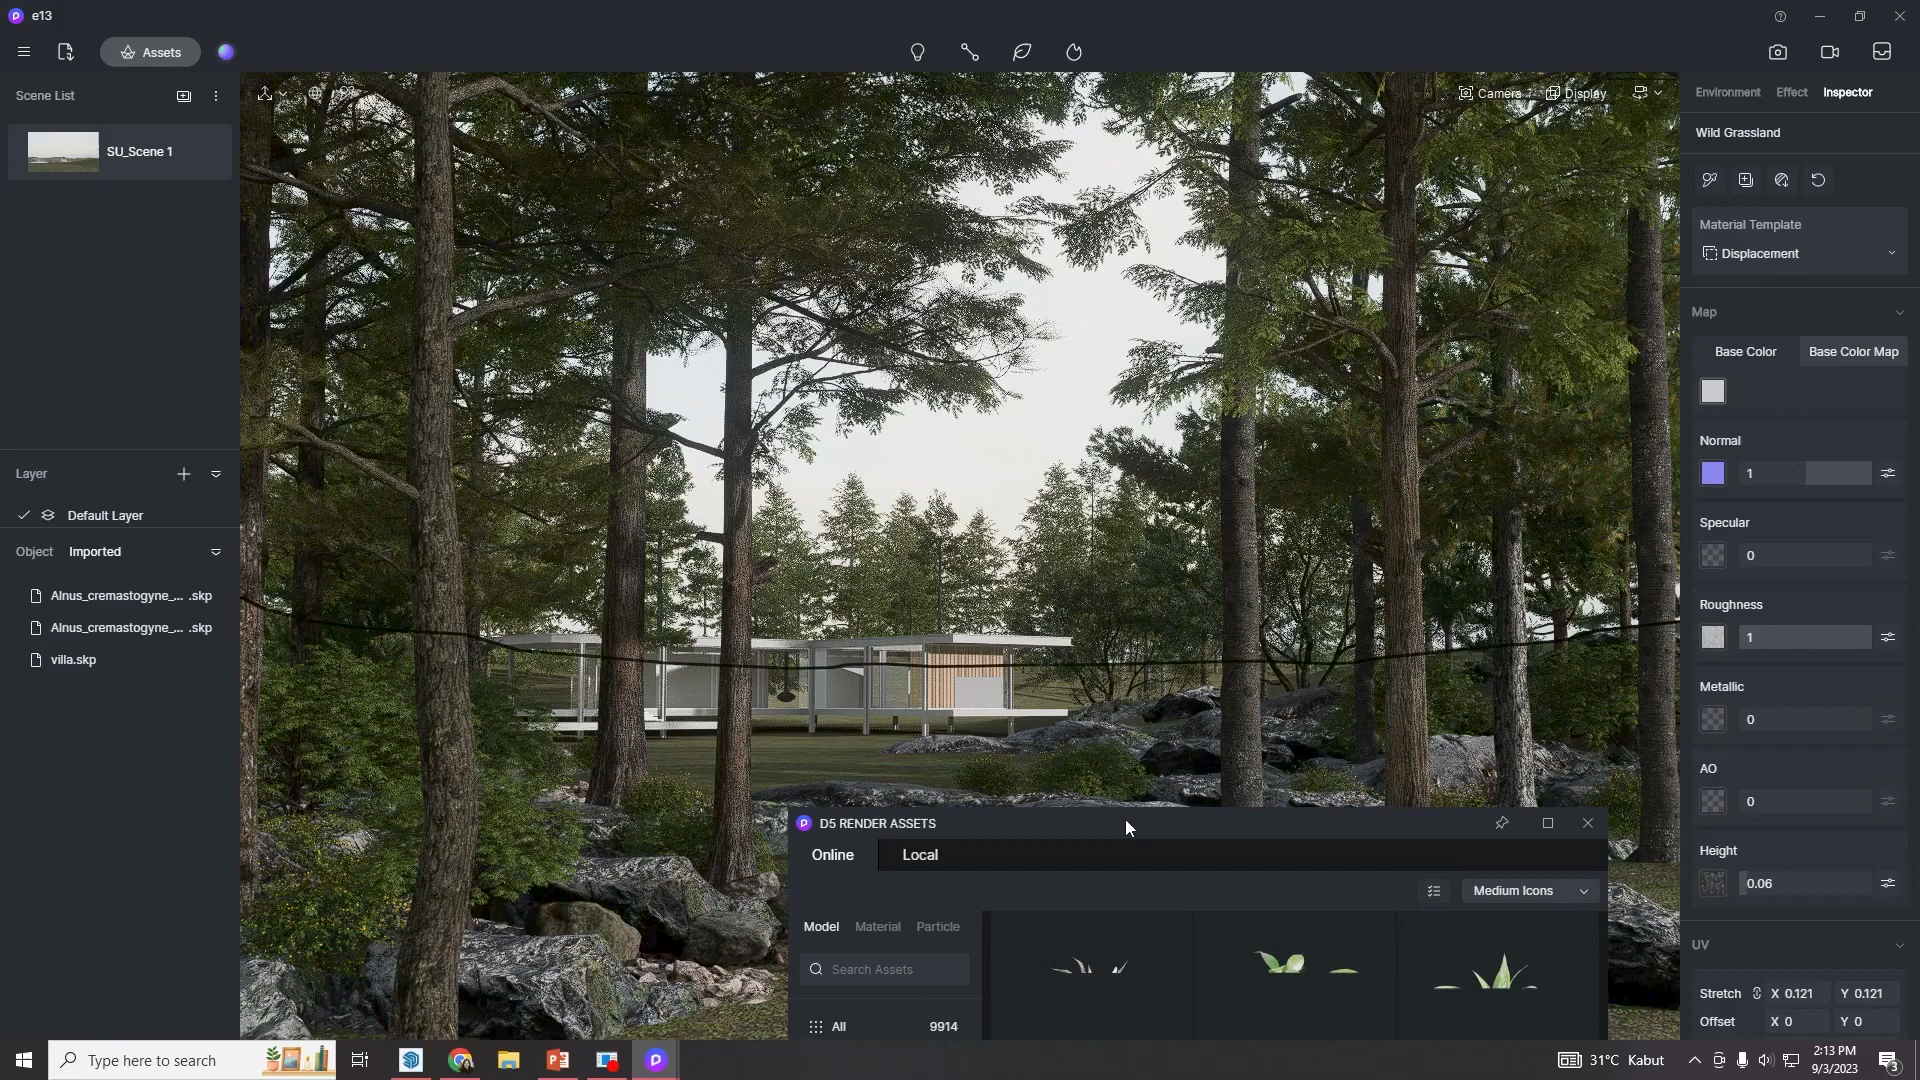 e13
Assets
Scene List
SU_Scene 1
Layer
Default Layer
Object Imported
Alnus_cremastogyne_... .skp
Alnus_cremastogyne_... .skp
villa.skp
Camera
Display
Environment Effect Inspector
Wild Grassland
Material Template
Displacement
Map
Base Color Base Color Map
Normal
1
Specular
0
Roughness
1
Metallic
0
AO
0
Height
0.06
UV
Stretch X 0.121 Y 0.121
Offset X 0 Y 0
D5 RENDER ASSETS
Online Local
Medium Icons
Model Material Particle
Search Assets
All 9914
Type here to search
31°C Kabut
2:13 PM
9/3/2023
3